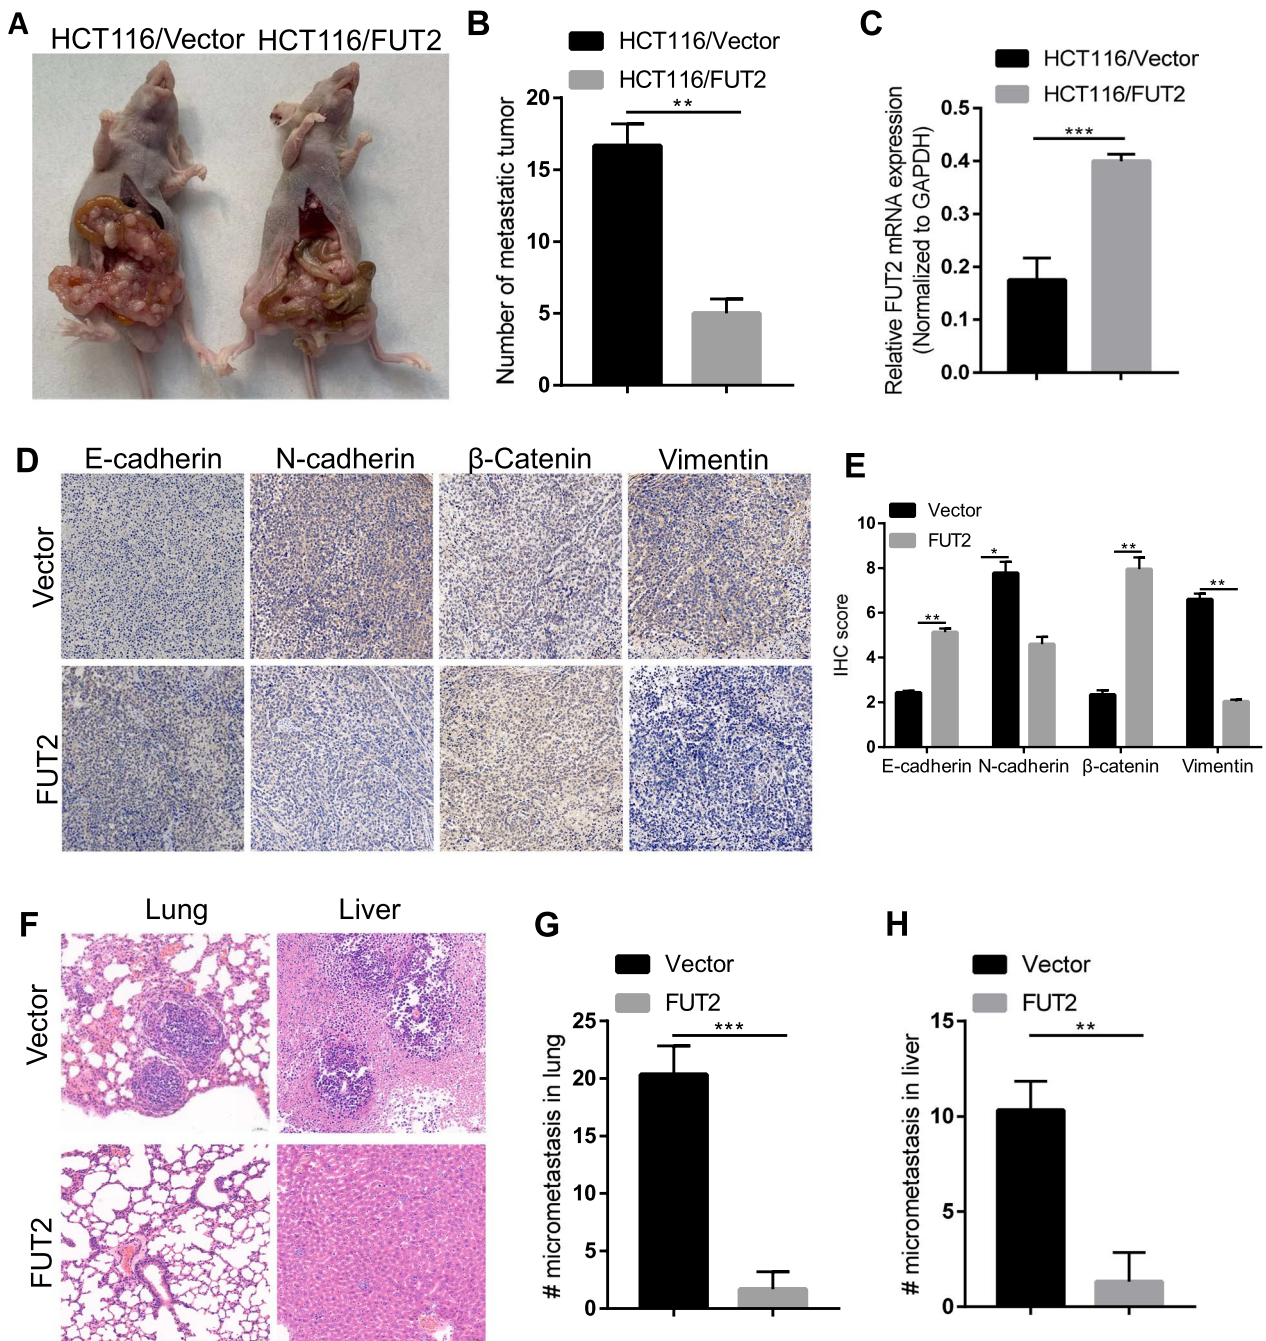 A
HCT116/Vector HCT116/FUT2
B
HCT116/Vector
HCT116/FUT2
Number of metastatic tumor
20
15
10
5
0
**
C
HCT116/Vector
HCT116/FUT2
Relative FUT2 mRNA expression
(Normalized to GAPDH)
0.5
0.4
0.3
0.2
0.1
0.0
***
D
E-cadherin N-cadherin β-Catenin Vimentin
Vector
FUT2
E
Vector
FUT2
IHC score
10
8
6
4
2
0
**
*
**
**
E-cadherin N-cadherin β-catenin Vimentin
F
Lung Liver
Vector
FUT2
G
Vector
FUT2
# micrometastasis in lung
25
20
15
10
5
0
***
H
Vector
FUT2
# micrometastasis in liver
15
10
5
0
**